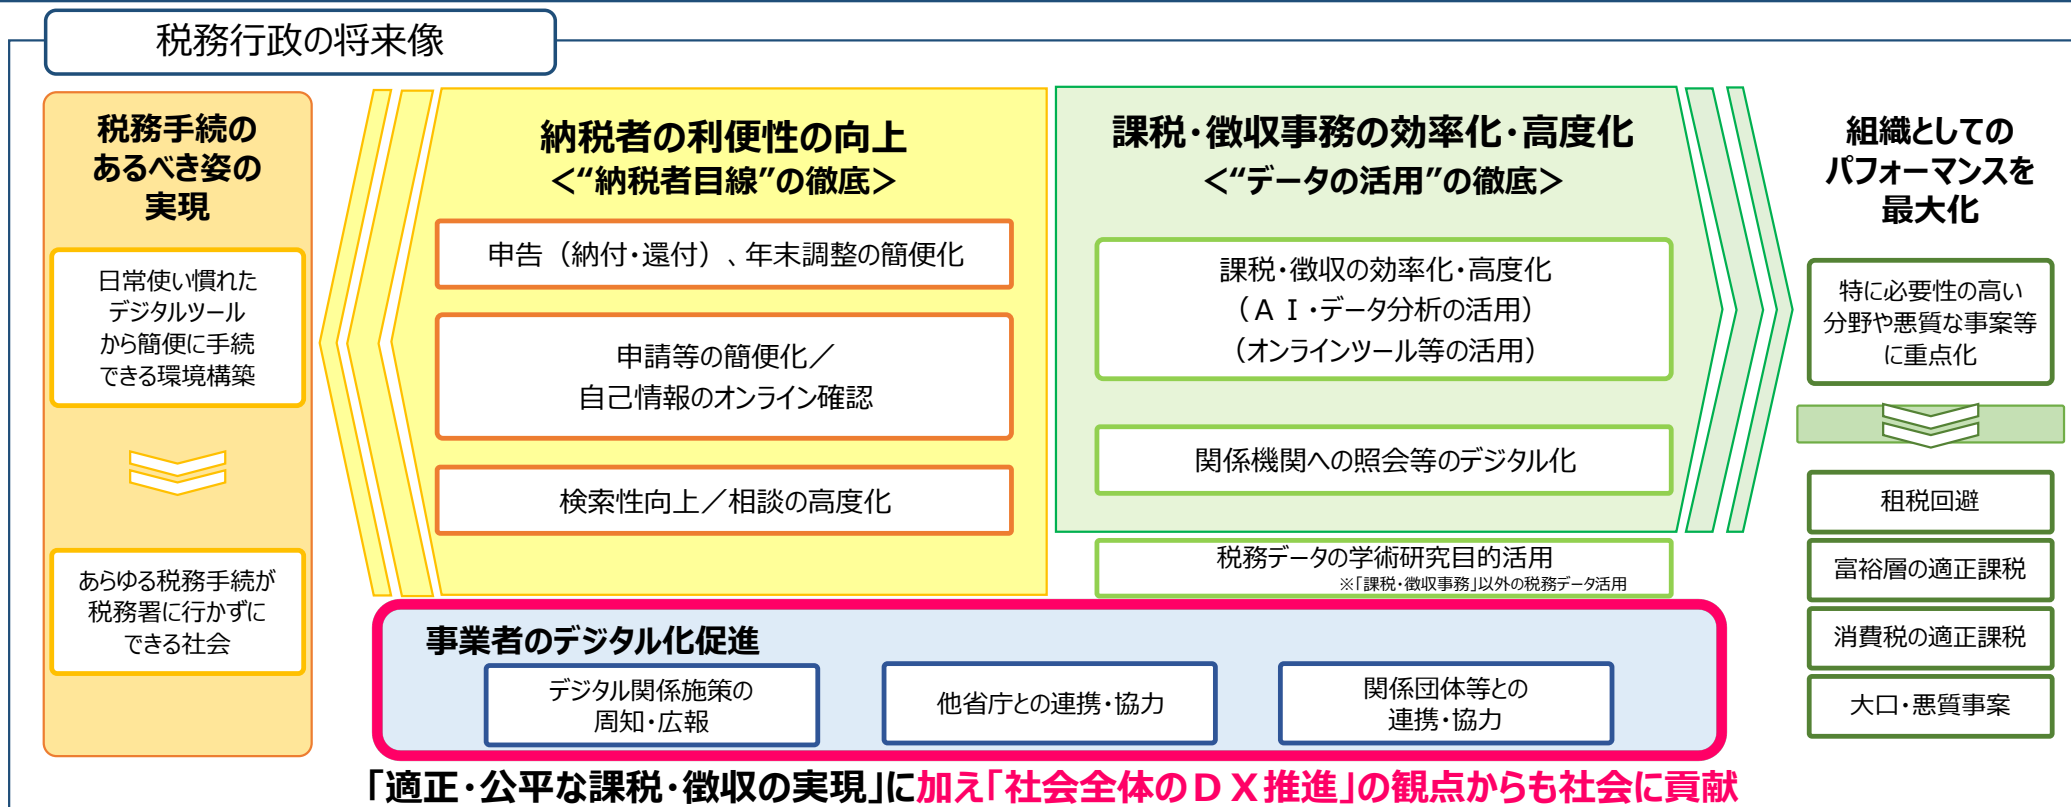 税務行政の将来像
税務手続の
あるべき姿の
実現
日常使い慣れた
デジタルツール
から簡便に手続
できる環境構築
あらゆる税務手続が
税務署に行かずに
できる社会
納税者の利便性の向上
<“納税者目線”の徹底>
申告（納付・還付）、年末調整の簡便化
申請等の簡便化／
自己情報のオンライン確認
検索性向上／相談の高度化
課税・徴収事務の効率化・高度化
<“データの活用”の徹底>
課税・徴収の効率化・高度化
（ＡＩ・データ分析の活用）
（オンラインツール等の活用）
関係機関への照会等のデジタル化
税務データの学術研究目的活用
※「課税・徴収事務」以外の税務データ活用
組織としての
パフォーマンスを
最大化
特に必要性の高い
分野や悪質な事案等
に重点化
租税回避
富裕層の適正課税
消費税の適正課税
大口・悪質事案
事業者のデジタル化促進
デジタル関係施策の
周知・広報
他省庁との連携・協力
関係団体等との
連携・協力
「適正・公平な課税・徴収の実現」に加え「社会全体のＤＸ推進」の観点からも社会に貢献